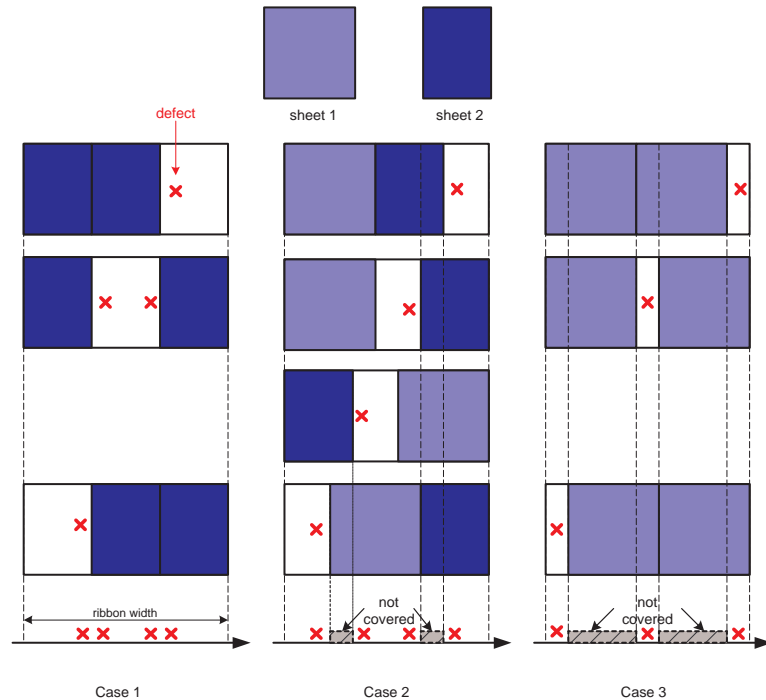 sheet 1
sheet 2
defect
ribbon width
not
covered
not
covered
Case 1
Case 2
Case 3